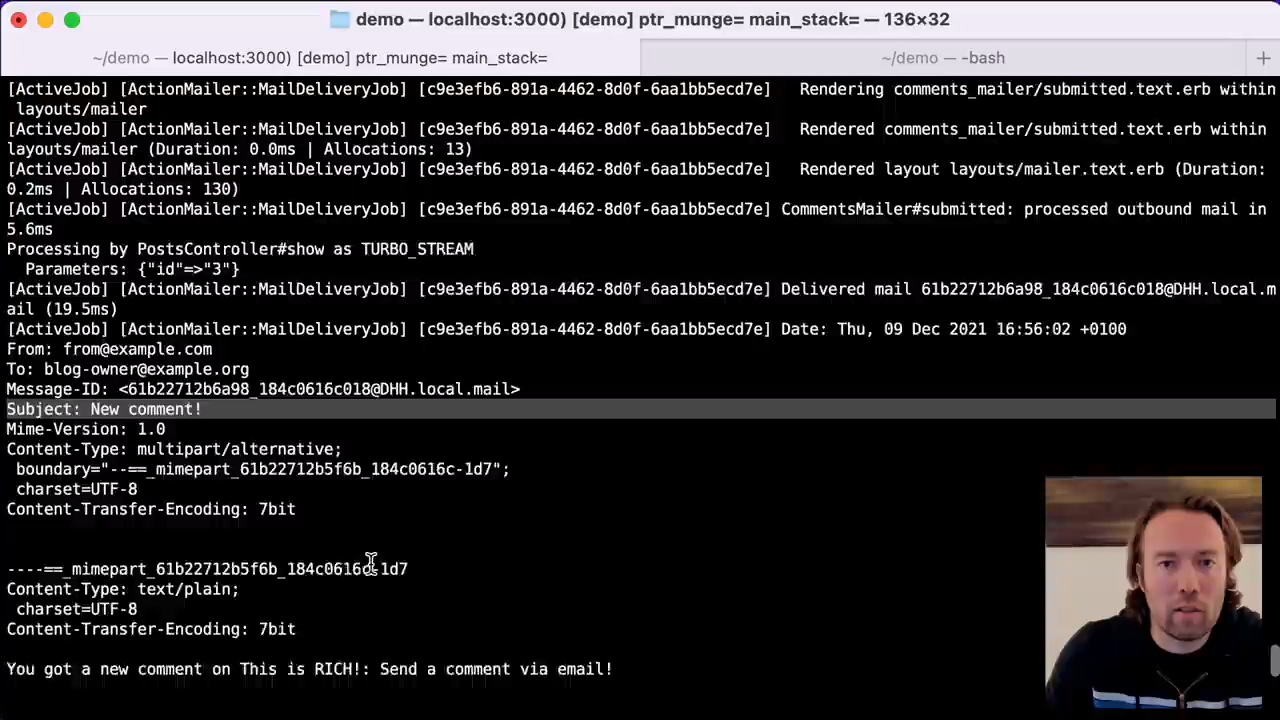 demo — localhost:3000) [demo] ptr_munge= main_stack= — 136×32
~/demo — localhost:3000) [demo] ptr_munge= main_stack=
~/demo — -bash
[ActiveJob] [ActionMailer::MailDeliveryJob] [c9e3efb6-891a-4462-8d0f-6aa1bb5ecd7e]   Rendering comments_mailer/submitted.text.erb within
 layouts/mailer
[ActiveJob] [ActionMailer::MailDeliveryJob] [c9e3efb6-891a-4462-8d0f-6aa1bb5ecd7e]   Rendered comments_mailer/submitted.text.erb within
layouts/mailer (Duration: 0.0ms | Allocations: 13)
[ActiveJob] [ActionMailer::MailDeliveryJob] [c9e3efb6-891a-4462-8d0f-6aa1bb5ecd7e]   Rendered layout layouts/mailer.text.erb (Duration:
0.2ms | Allocations: 130)
[ActiveJob] [ActionMailer::MailDeliveryJob] [c9e3efb6-891a-4462-8d0f-6aa1bb5ecd7e] CommentsMailer#submitted: processed outbound mail in
5.6ms
Processing by PostsController#show as TURBO_STREAM
  Parameters: {"id"=>"3"}
[ActiveJob] [ActionMailer::MailDeliveryJob] [c9e3efb6-891a-4462-8d0f-6aa1bb5ecd7e] Delivered mail 61b22712b6a98_184c0616c018@DHH.local.m
ail (19.5ms)
[ActiveJob] [ActionMailer::MailDeliveryJob] [c9e3efb6-891a-4462-8d0f-6aa1bb5ecd7e] Date: Thu, 09 Dec 2021 16:56:02 +0100
From: from@example.com
To: blog-owner@example.org
Message-ID: <61b22712b6a98_184c0616c018@DHH.local.mail>
Subject: New comment!
Mime-Version: 1.0
Content-Type: multipart/alternative;
 boundary="--==_mimepart_61b22712b5f6b_184c0616c-1d7";
 charset=UTF-8
Content-Transfer-Encoding: 7bit
----==_mimepart_61b22712b5f6b_184c0616c-1d7
Content-Type: text/plain;
 charset=UTF-8
Content-Transfer-Encoding: 7bit
You got a new comment on This is RICH!: Send a comment via email!